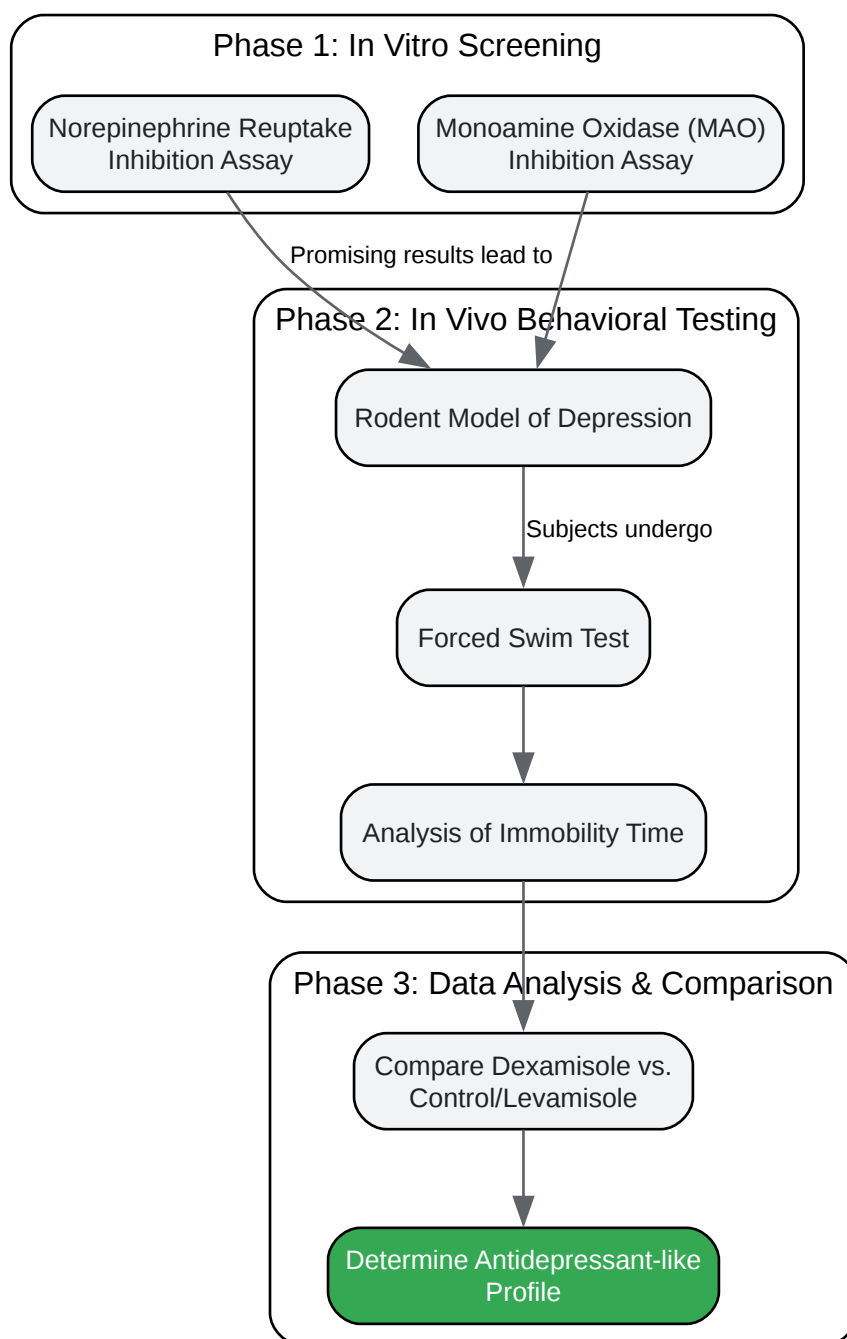 Phase 1: In Vitro Screening
Norepinephrine Reuptake
Inhibition Assay
Monoamine Oxidase (MAO)
Inhibition Assay
Promising results lead to
Phase 2: In Vivo Behavioral Testing
Rodent Model of Depression
Subjects undergo
Forced Swim Test
Analysis of Immobility Time
Phase 3: Data Analysis & Comparison
Compare Dexamisole vs.
Control/Levamisole
Determine Antidepressant-like
Profile